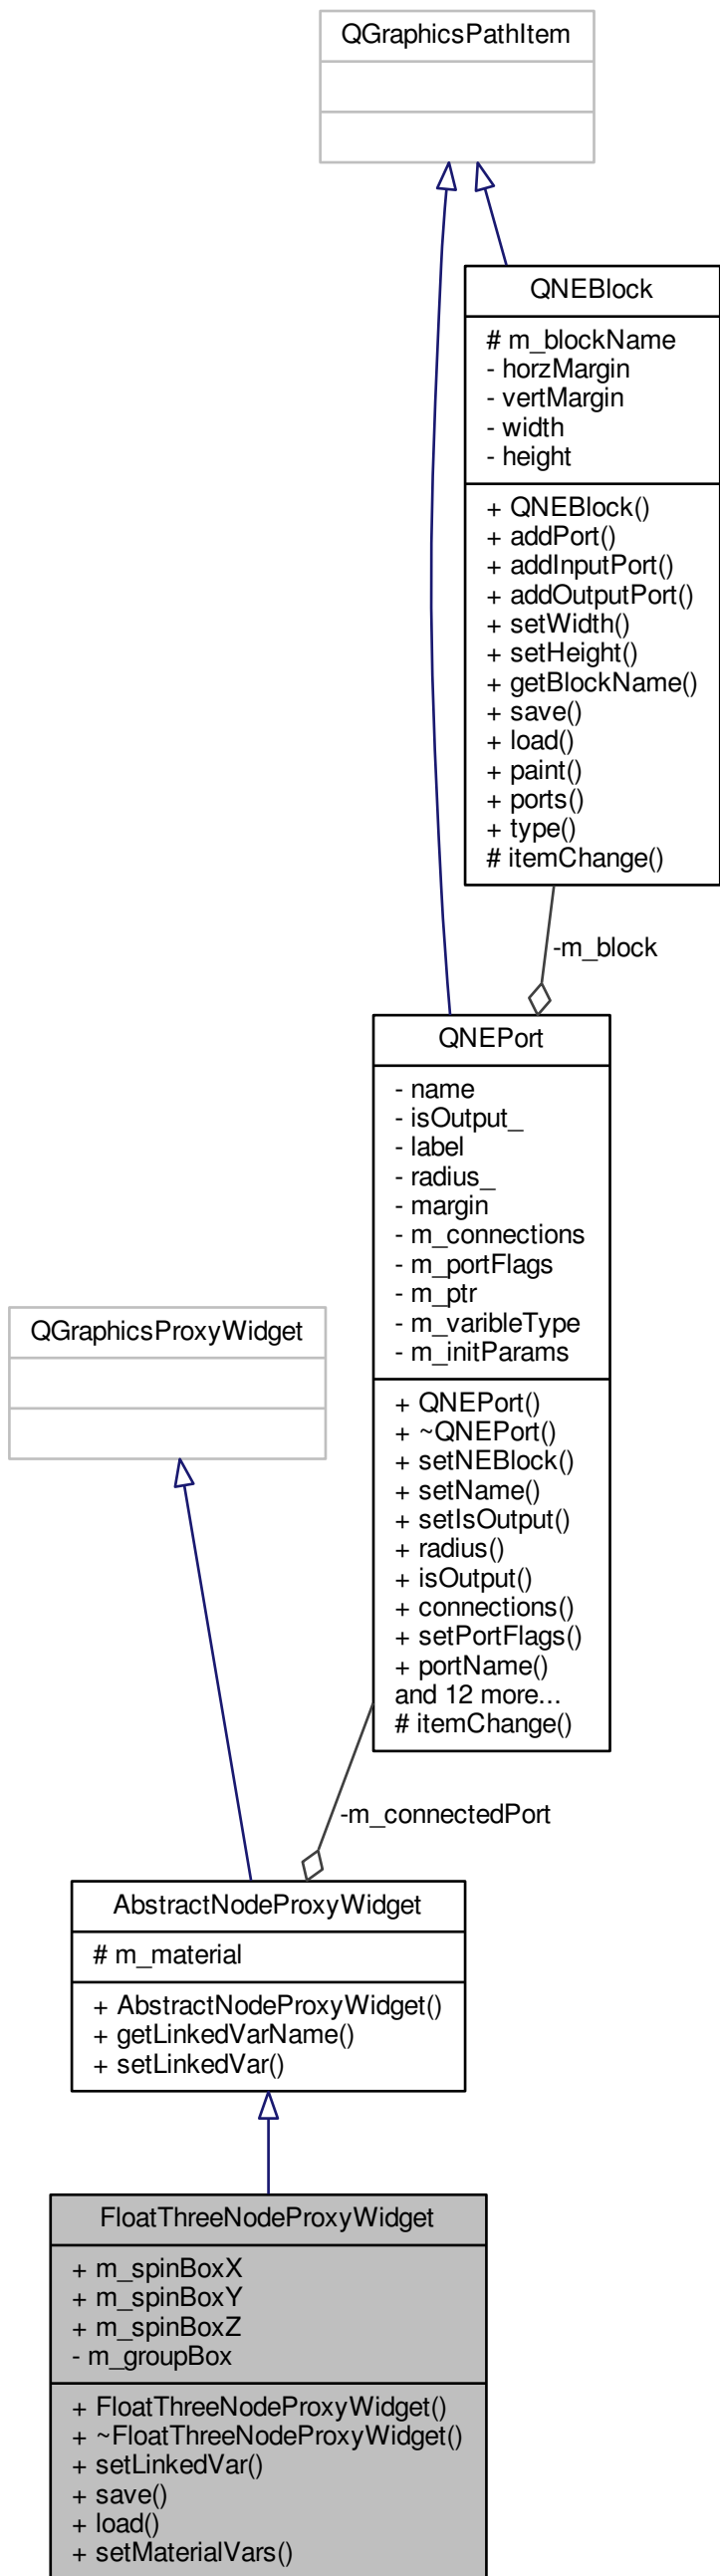 QGraphicsPathItem
QNEBlock
# m_blockName
- horzMargin
- vertMargin
- width
- height
+ QNEBlock()
+ addPort()
+ addInputPort()
+ addOutputPort()
+ setWidth()
+ setHeight()
+ getBlockName()
+ save()
+ load()
+ paint()
+ ports()
+ type()
# itemChange()
-m_block
QNEPort
- name
- isOutput_
- label
- radius_
- margin
- m_connections
- m_portFlags
- m_ptr
- m_varibleType
- m_initParams
+ QNEPort()
+ ~QNEPort()
+ setNEBlock()
+ setName()
+ setIsOutput()
+ radius()
+ isOutput()
+ connections()
+ setPortFlags()
+ portName()
and 12 more...
# itemChange()
QGraphicsProxyWidget
-m_connectedPort
AbstractNodeProxyWidget
# m_material
+ AbstractNodeProxyWidget()
+ getLinkedVarName()
+ setLinkedVar()
FloatThreeNodeProxyWidget
+ m_spinBoxX
+ m_spinBoxY
+ m_spinBoxZ
- m_groupBox
+ FloatThreeNodeProxyWidget()
+ ~FloatThreeNodeProxyWidget()
+ setLinkedVar()
+ save()
+ load()
+ setMaterialVars()